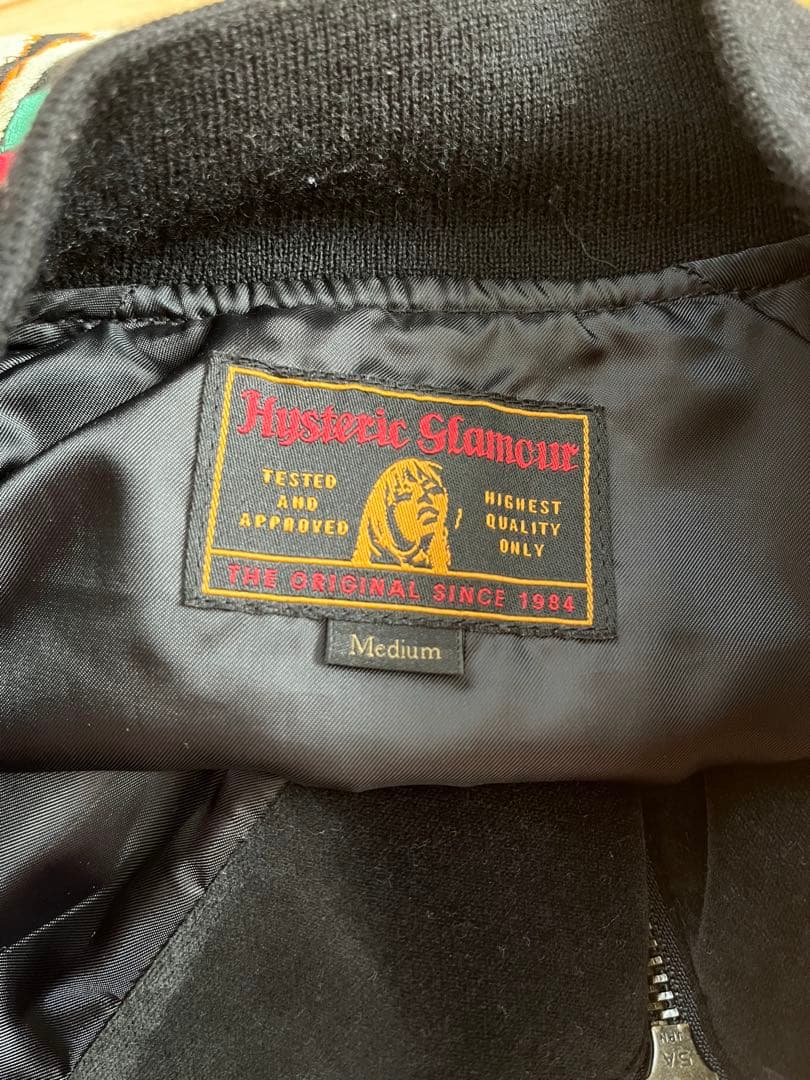 Hysteric Glamour
TESTED
AND
APPROVED
HIGHEST
QUALITY
ONLY
THE ORIGINAL SINCE 1984
Medium